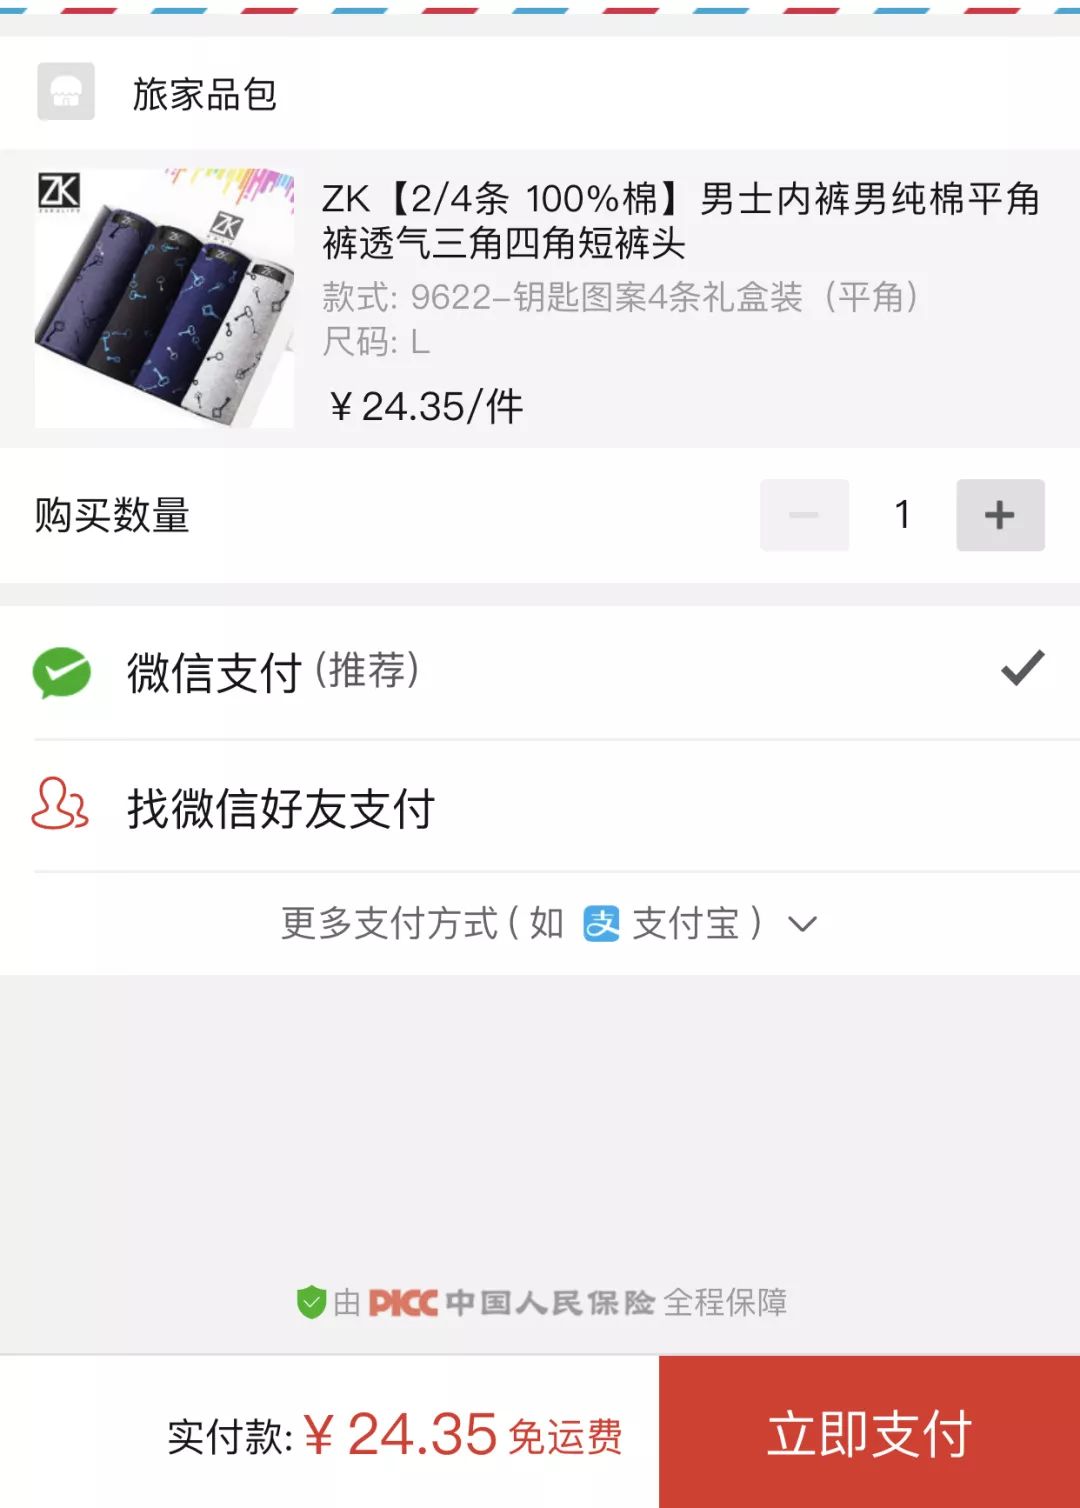 旅家品包
ZK
ZK
ZK【2/4条 100%棉】男士内裤男纯棉平角
裤透气三角四角短裤头
款式: 9622-钥匙图案4条礼盒装（平角）
尺码: L
¥24.35/件
购买数量
1
微信支付(推荐)
找微信好友支付
更多支付方式(如 支 支付宝)
由 PICC 中国人民保险 全程保障
实付款: ¥24.35 免运费
立即支付